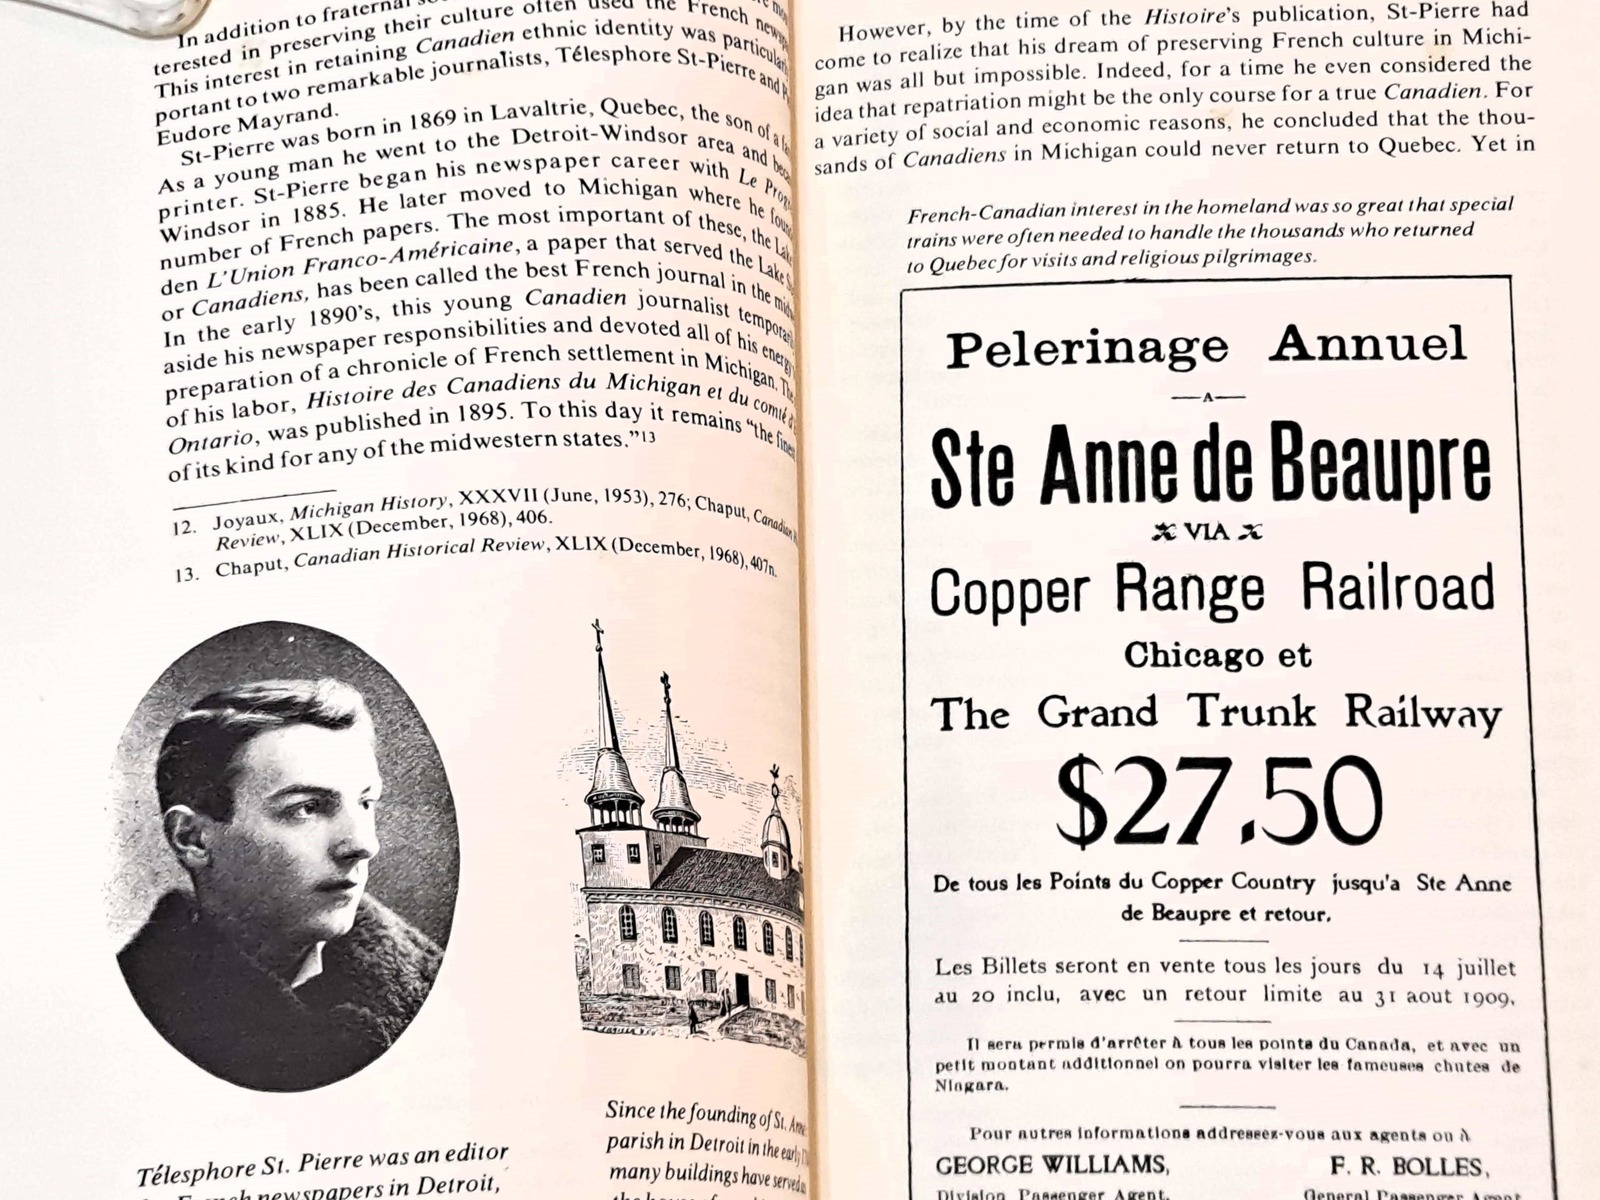 In addition to fraternal
terested in preserving their culture often used the French
This interest in retaining Canadien ethnic identity was
portant to two remarkable journalists, Télesphore St-Pierre and
Eudore Mayrand.
St-Pierre was born in 1869 in Lavaltrie, Quebec, the son of a
As a young man he went to the Detroit-Windsor area and
printer. St-Pierre began his newspaper career with Le
Windsor in 1885. He later moved to Michigan where he
number of French papers. The most important of these, the
den L'Union Franco-Américaine, a paper that served the Lake
or Canadiens, has been called the best French journal in the
In the early 1890's, this young Canadien journalist
aside his newspaper responsibilities and devoted all of his energy
preparation of a chronicle of French settlement in Michigan. The
of his labor, Histoire des Canadiens du Michigan et du comté
Ontario, was published in 1895. To this day it remains "the finest
of its kind for any of the midwestern states."13
12. Joyaux, Michigan History, XXXVII (June, 1953), 276; Chaput, Canadian
Review, XLIX (December, 1968), 406.
13. Chaput, Canadian Historical Review, XLIX (December, 1968), 407n.
Télesphore St. Pierre was an editor
French newspapers in Detroit,
Since the founding of St.
parish in Detroit in the early
many buildings have served
However, by the time of the Histoire's publication, St-Pierre had
come to realize that his dream of preserving French culture in Michi-
gan was all but impossible. Indeed, for a time he even considered the
idea that repatriation might be the only course for a true Canadien. For
a variety of social and economic reasons, he concluded that the thou-
sands of Canadiens in Michigan could never return to Quebec. Yet in
French-Canadian interest in the homeland was so great that special
trains were often needed to handle the thousands who returned
to Quebec for visits and religious pilgrimages.
Pelerinage Annuel
—A—
Ste Anne de Beaupre
VIA
Copper Range Railroad
Chicago et
The Grand Trunk Railway
$27.50
De tous les Points du Copper Country jusqu'a Ste Anne
de Beaupre et retour.
Les Billets seront en vente tous les jours du 14 juillet
au 20 inclu, avec un retour limite au 31 aout 1909.
Il sera permis d'arrêter à tous les points du Canada, et avec un
petit montant additionnel on pourra visiter les fameuses chutes de
Niagara.
Pour autres informations addressez-vous aux agents ou à
GEORGE WILLIAMS, F. R. BOLLES,
Division Passenger Agent. General Passenger Agent